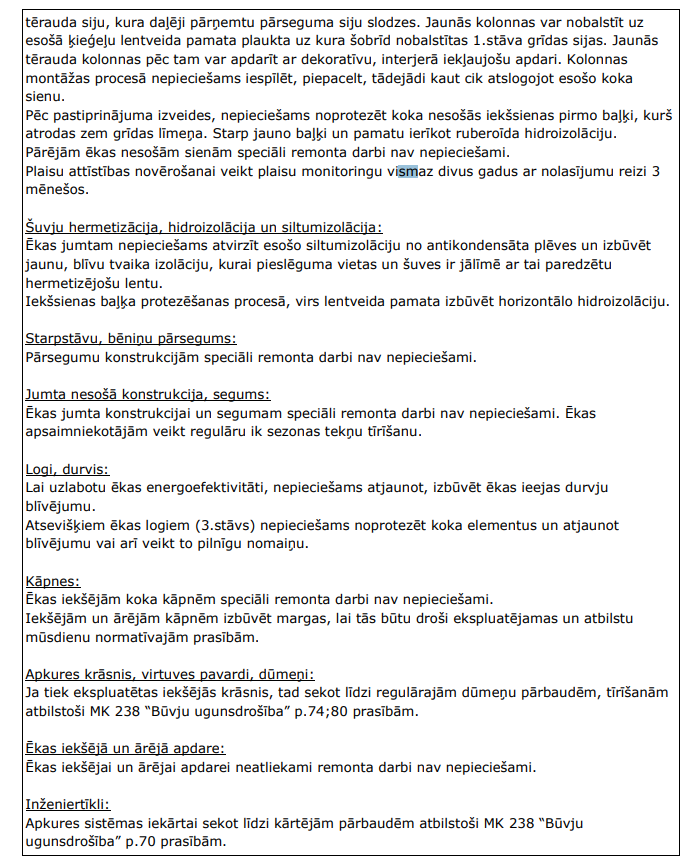 tērauda siju, kura daļēji pārņemtu pārseguma siju slodzes. Jaunās kolonnas var nobalstīt uz
esošā ķieģeļu lentveida pamata plaukta uz kura šobrīd nobalstītas 1.stāva grīdas sijas. Jaunās
tērauda kolonnas pēc tam var apdarīt ar dekoratīvu, interjerā iekļaujošu apdari. Kolonnas
montāžas procesā nepieciešams iespīlēt, piepacelt, tādejādi kaut cik atslogojot esošo koka
sienu.
Pēc pastiprinājuma izveides, nepieciešams noprotezēt koka nesošās iekšsienas pirmo baļķi, kurš
atrodas zem grīdas līmeņa. Starp jauno baļķi un pamatu ierīkot ruberoīda hidroizolāciju.
Pārējām ēkas nesošām sienām speciāli remonta darbi nav nepieciešami.
Plaisu attīstības novērošanai veikt plaisu monitoringu vismaz divus gadus ar nolasījumu reizi 3
mēnešos.
Šuvju hermetizācija, hidroizolācija un siltumizolācija:
Ēkas jumtam nepieciešams atvirzīt esošo siltumizolāciju no antikondensāta plēves un izbūvēt
jaunu, blīvu tvaika izolāciju, kurai pieslēguma vietas un šuves ir jālīmē ar tai paredzētu
hermetizējošu lentu.
Iekšsienas baļķa protezēšanas procesā, virs lentveida pamata izbūvēt horizontālo hidroizolāciju.
Starpstāvu, bēniņu pārsegums:
Pārsegumu konstrukcijām speciāli remonta darbi nav nepieciešami.
Jumta nesošā konstrukcija, segums:
Ēkas jumta konstrukcijai un segumam speciāli remonta darbi nav nepieciešami. Ēkas
apsaimniekotājām veikt regulāru ik sezonas tekņu tīrīšanu.
Logi, durvis:
Lai uzlabotu ēkas energoefektivitāti, nepieciešams atjaunot, izbūvēt ēkas ieejas durvju
blīvējumu.
Atsevišķiem ēkas logiem (3.stāvs) nepieciešams noprotezēt koka elementus un atjaunot
blīvējumu vai arī veikt to pilnīgu nomaiņu.
Kāpnes:
Ēkas iekšējām koka kāpnēm speciāli remonta darbi nav nepieciešami.
Iekšējām un ārējām kāpnēm izbūvēt margas, lai tās būtu droši ekspluatējamas un atbilstu
mūsdienu normatīvajām prasībām.
Apkures krāsnis, virtuves pavardi, dūmeņi:
Ja tiek ekspluatētas iekšējās krāsnis, tad sekot līdzi regulārajām dūmeņu pārbaudēm, tīrīšanām
atbilstoši MK 238 “Būvju ugunsdrošība” p.74;80 prasībām.
Ēkas iekšējā un ārējā apdare:
Ēkas iekšējai un ārējai apdarei neatliekami remonta darbi nav nepieciešami.
Inženiertīkli:
Apkures sistēmas iekārtai sekot līdzi kārtējām pārbaudēm atbilstoši MK 238 “Būvju
ugunsdrošība” p.70 prasībām.